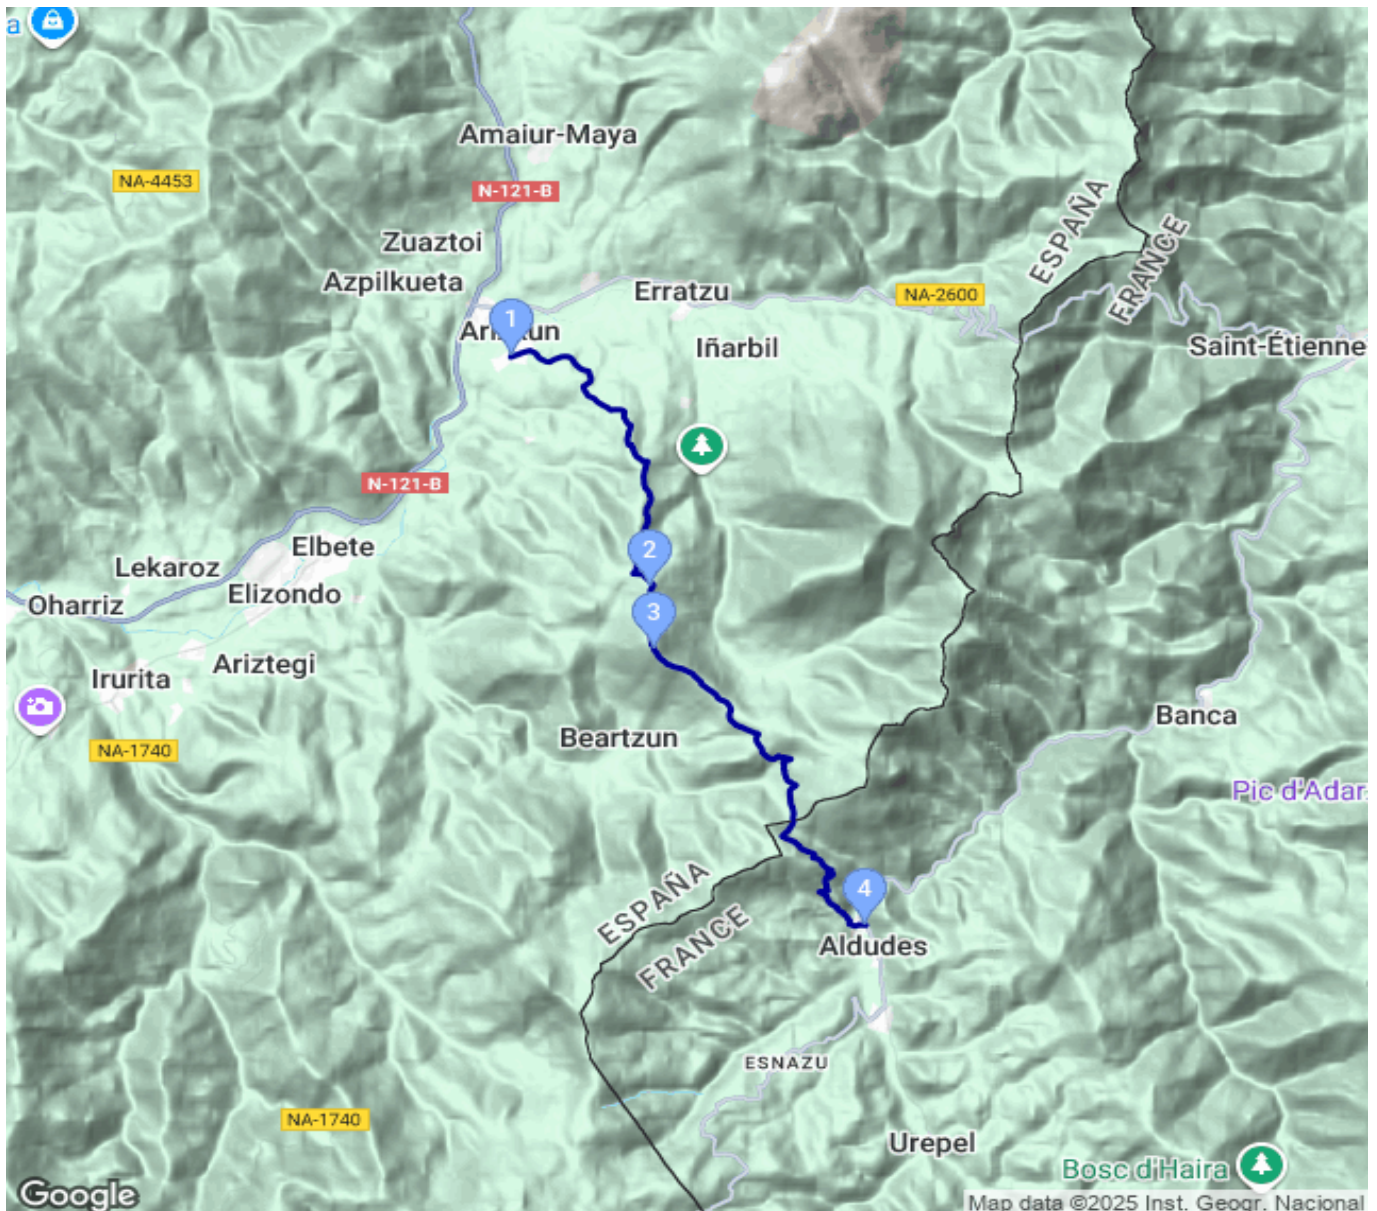 a
Amaiur-Maya
NA-4453
N-121-B
ESPAÑA
FRANCE
Zuaztoi
Azpilkueta
Erratzu
NA-2600
1
Iñarbil
Saint-Étienne
N-121-B
2
Elbete
Lekaroz
Elizondo
Oharriz
3
Ariztegi
Irurita
Banca
Beartzun
NA-1740
Pic d'Adar
ESPAÑA
FRANCE
4
Aldudes
ESNAZU
NA-1740
Urepel
Bosc d'Haira
Google
Map data ©2025 Inst. Geogr. Nacional